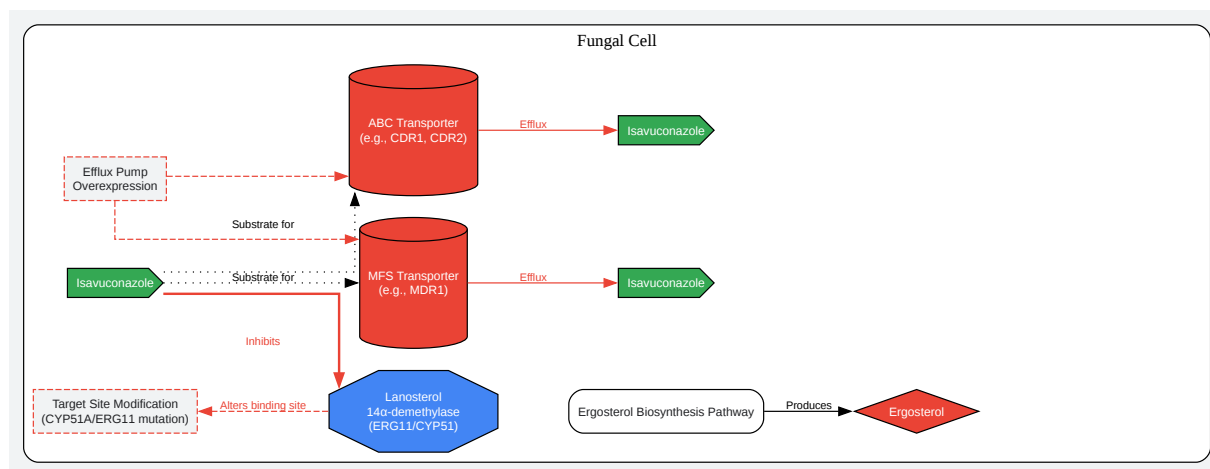 Fungal Cell
ABC Transporter
(e.g., CDR1, CDR2)
Efflux
Isavuconazole
Efflux Pump
Overexpression
Substrate for
Isavuconazole
Substrate for
MFS Transporter
(e.g., MDR1)
Efflux
Isavuconazole
Inhibits
Target Site Modification
(CYP51A/ERG11 mutation)
Alters binding site
Lanosterol
14α-demethylase
(ERG11/CYP51)
Ergosterol Biosynthesis Pathway
Produces
Ergosterol